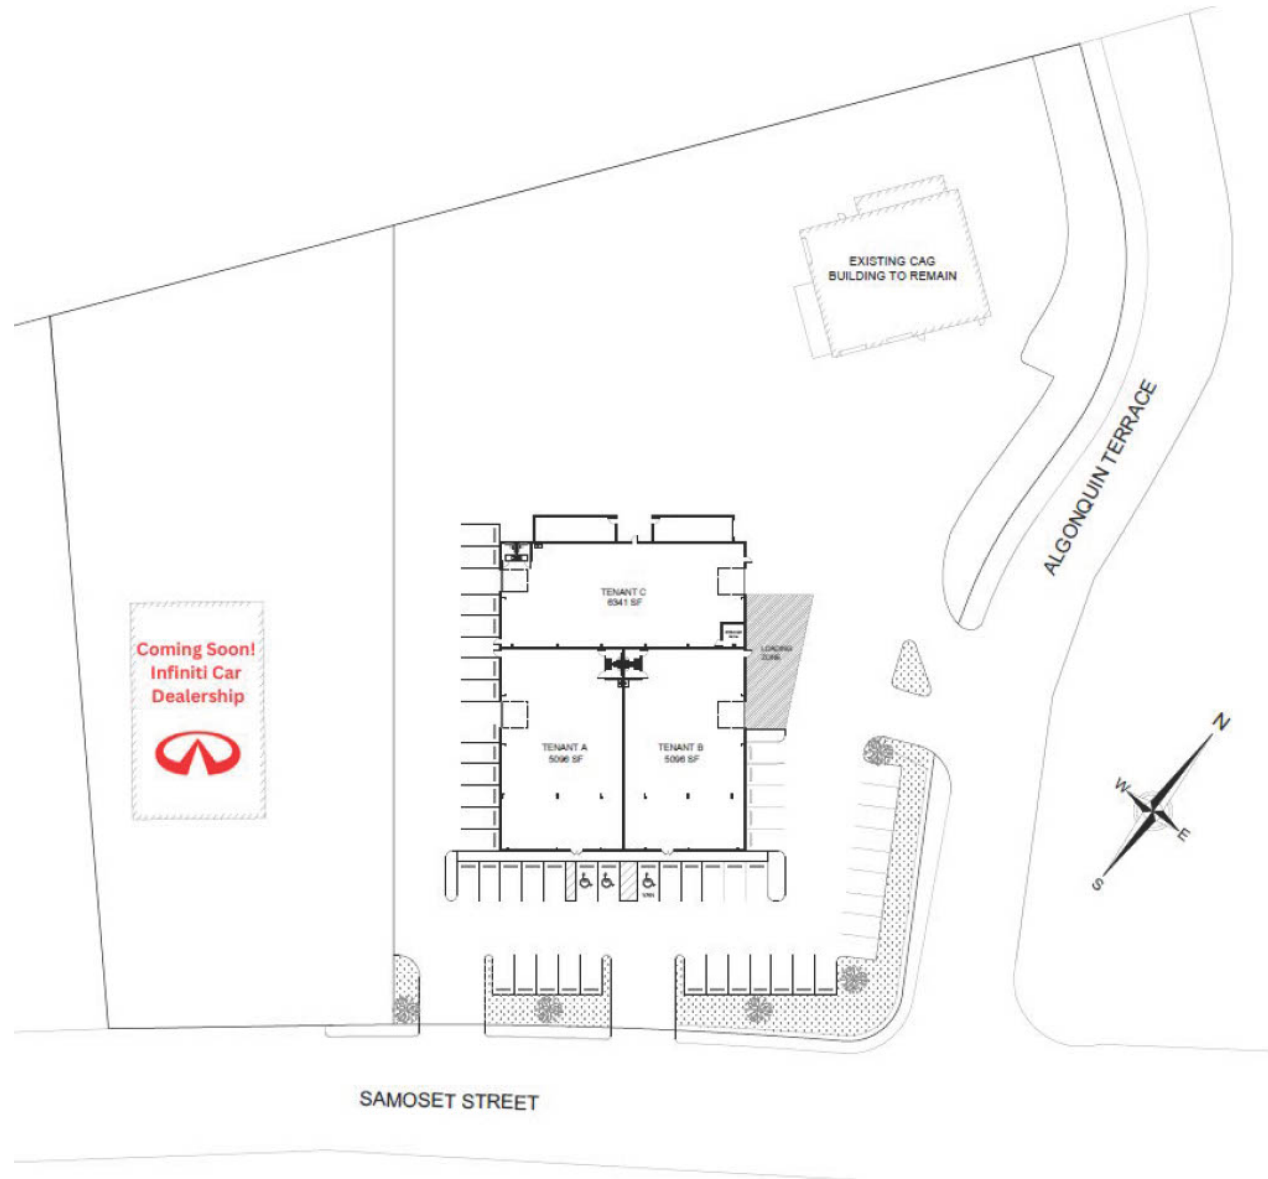 EXISTING CAG
BUILDING TO REMAIN
ALGONQUIN TERRACE
TENANT C
6341 SF
LOADING
ZONE
Coming Soon!
Infiniti Car
Dealership
TENANT A
5096 SF
TENANT B
5096 SF
N
W
E
S
VAN
SAMOSET STREET